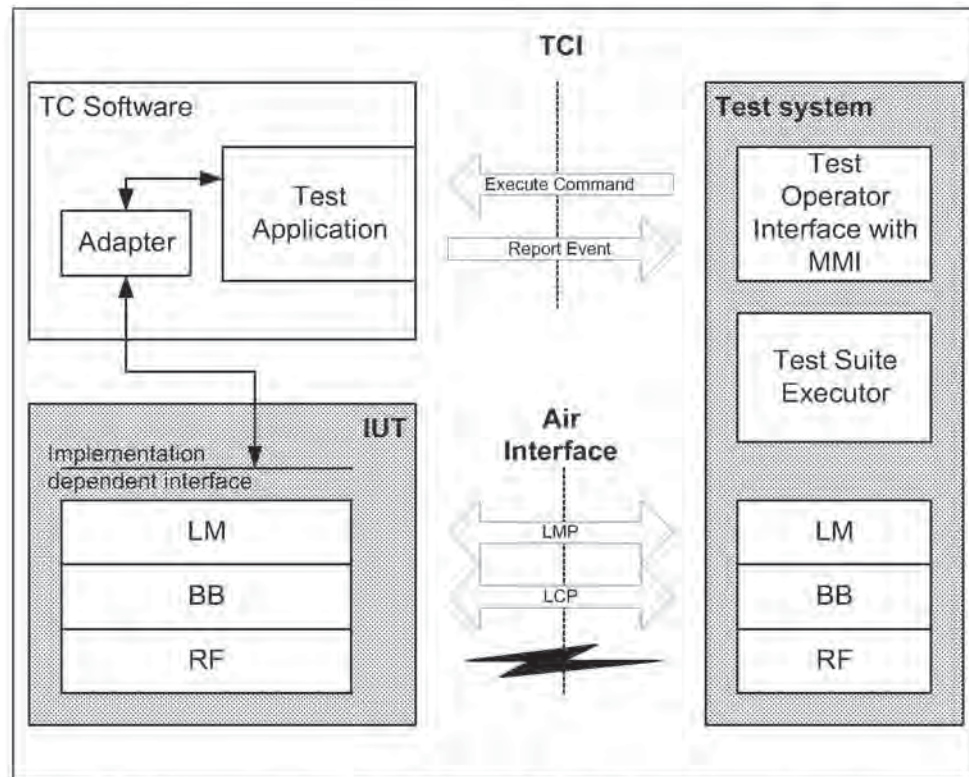 TCI
TC Software
Test
Application
Adapter
Execute Command
Report Event
Test system
Test
Operator
Interface with
MMI
Test Suite
Executor
IUT
Implementation
dependent interface
LM
BB
RF
Air
Interface
LMP
LCP
LM
BB
RF